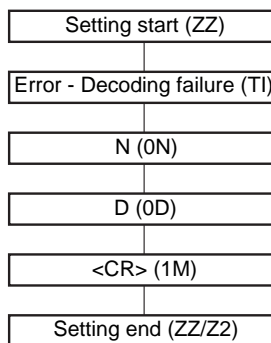 Setting start (ZZ)
Error - Decoding failure (TI)
N (0N)
D (0D)
<CR> (1M)
Setting end (ZZ/Z2)